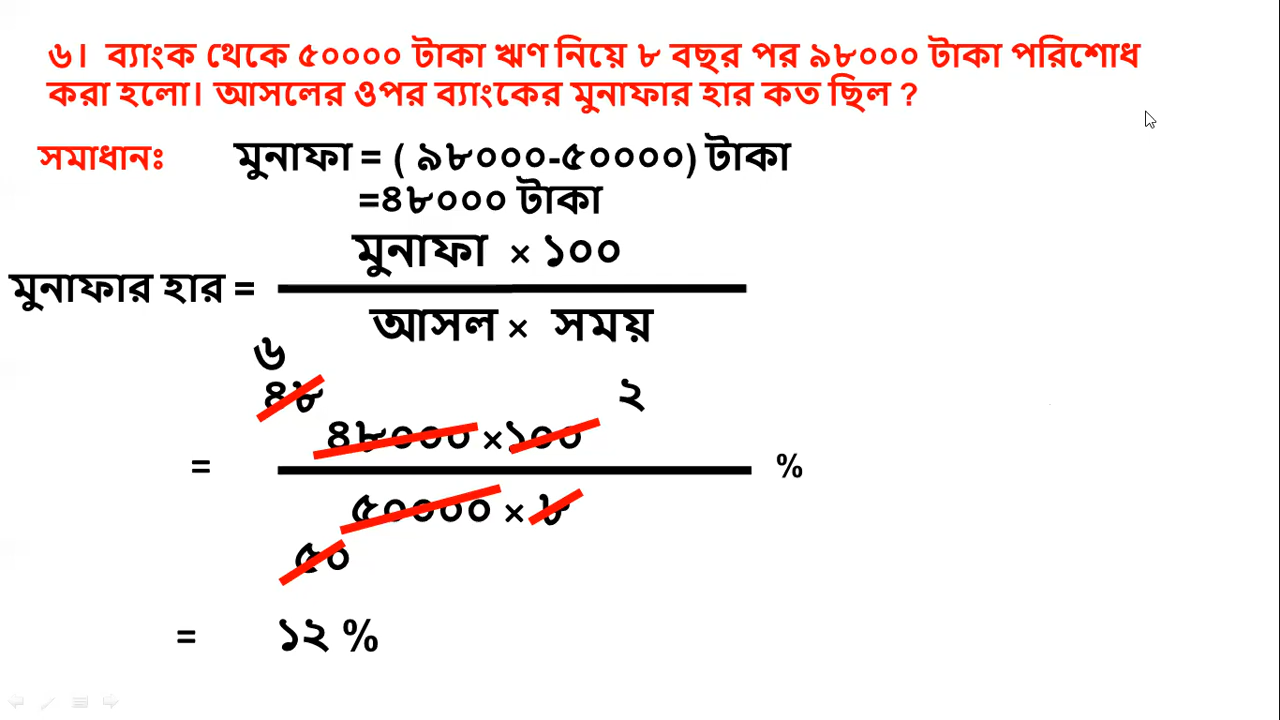 ৬। ব্যাংক থেকে ৫০০০০ টাকা ঋণ নিয়ে ৮ বছর পর ৯৮০০০ টাকা পরিশোধ
করা হলো। আসলের ওপর ব্যাংকের মুনাফার হার কত ছিল ?
সমাধানঃ মুনাফা = ( ৯৮০০০-৫০০০০) টাকা
=৪৮০০০ টাকা
মুনাফা × ১০০
মুনাফার হার =
আসল × সময়
৬
৪৮ ২
৪৮০০০ ×১০০
= %
৫০০০০ × ৮
৫০
= ১২ %